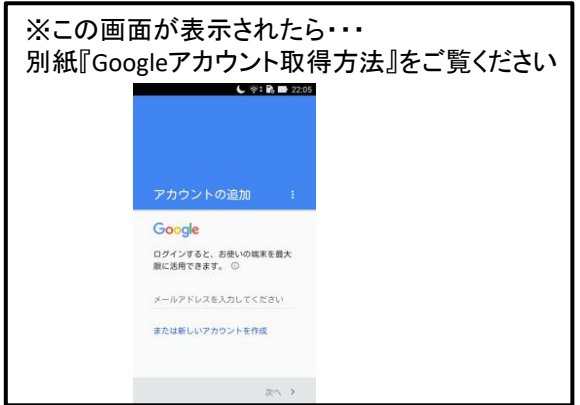 ※この画面が表示されたら・・・
別紙『Googleアカウント取得方法』をご覧ください
22:05
アカウントの追加
Google
ログインすると、お使いの端末を最大
限に活用できます。
メールアドレスを入力してください
または新しいアカウントを作成
次へ